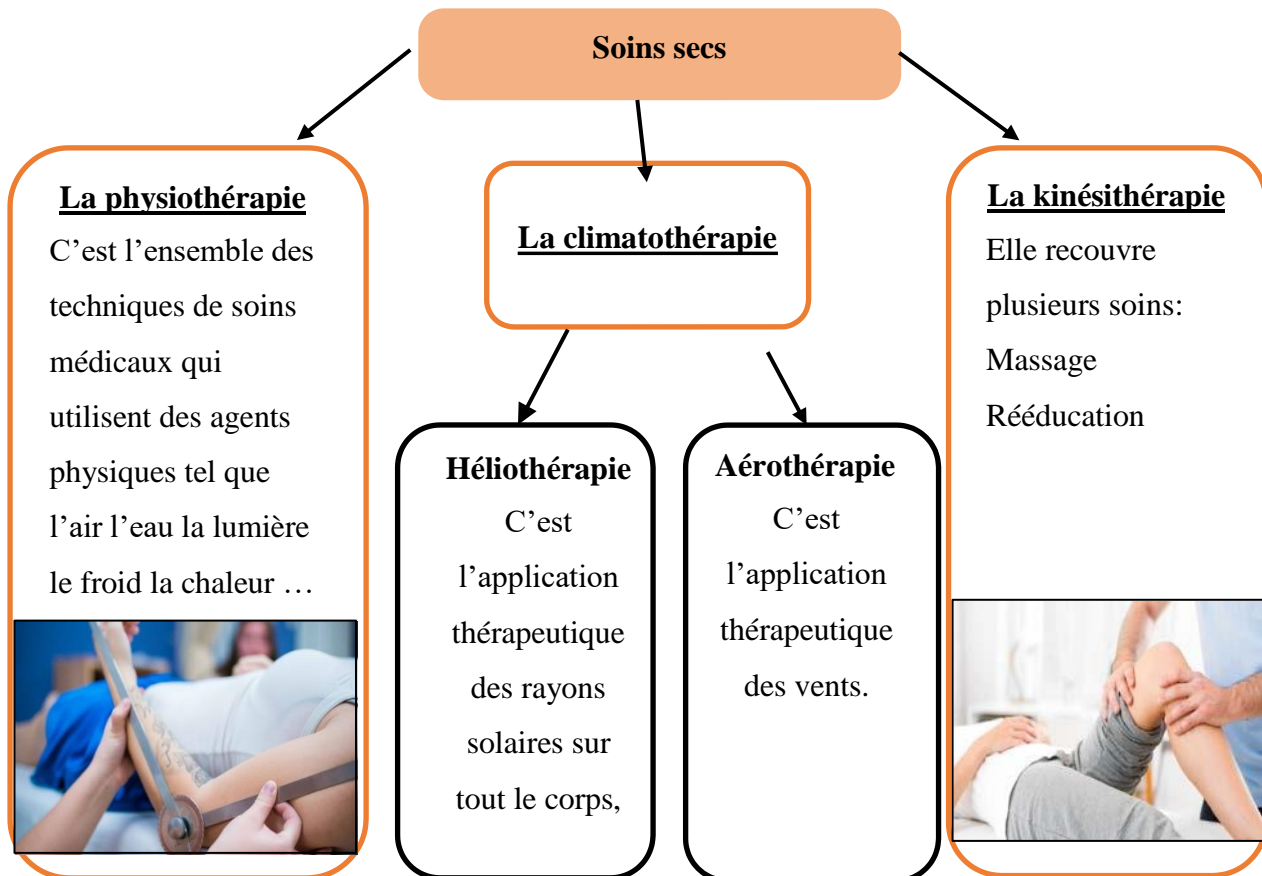 Soins secs
La physiothérapie
C’est l’ensemble des
techniques de soins
médicaux qui
utilisent des agents
physiques tel que
l’air l’eau la lumière
le froid la chaleur …
La climatothérapie
Héliothérapie
C’est
l’application
thérapeutique
des rayons
solaires sur
tout le corps,
Aérothérapie
C’est
l’application
thérapeutique
des vents.
La kinésithérapie
Elle recouvre
plusieurs soins:
Massage
Rééducation